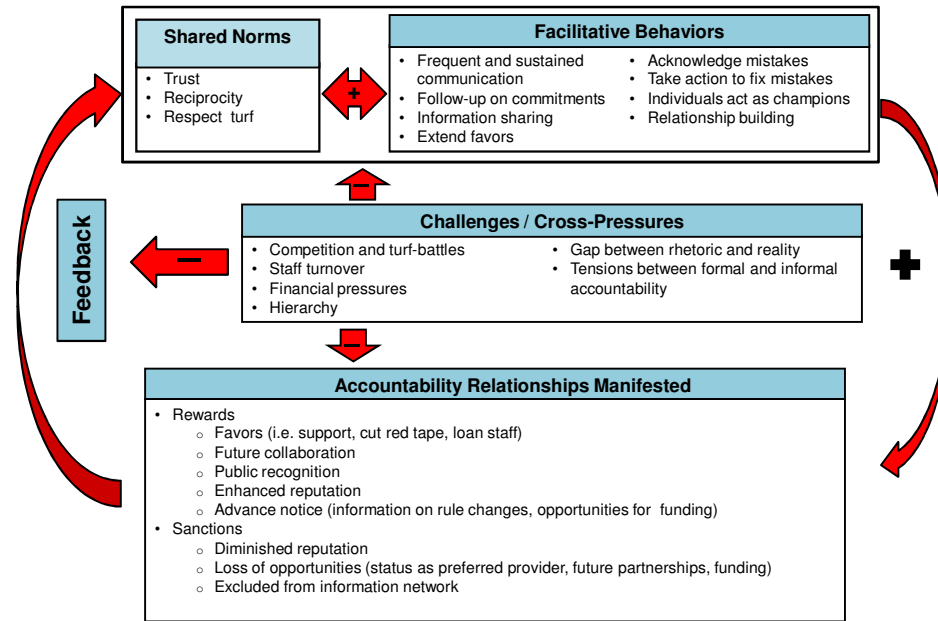 Shared Norms
• Trust
• Reciprocity
• Respect turf
+
Facilitative Behaviors
• Frequent and sustained
communication
• Follow-up on commitments
• Information sharing
• Extend favors
• Acknowledge mistakes
• Take action to fix mistakes
• Individuals act as champions
• Relationship building
−
Feedback
−
Challenges / Cross-Pressures
• Competition and turf-battles
• Staff turnover
• Financial pressures
• Hierarchy
• Gap between rhetoric and reality
• Tensions between formal and informal
accountability
+
−
Accountability Relationships Manifested
• Rewards
o Favors (i.e. support, cut red tape, loan staff)
o Future collaboration
o Public recognition
o Enhanced reputation
o Advance notice (information on rule changes, opportunities for funding)
• Sanctions
o Diminished reputation
o Loss of opportunities (status as preferred provider, future partnerships, funding)
o Excluded from information network